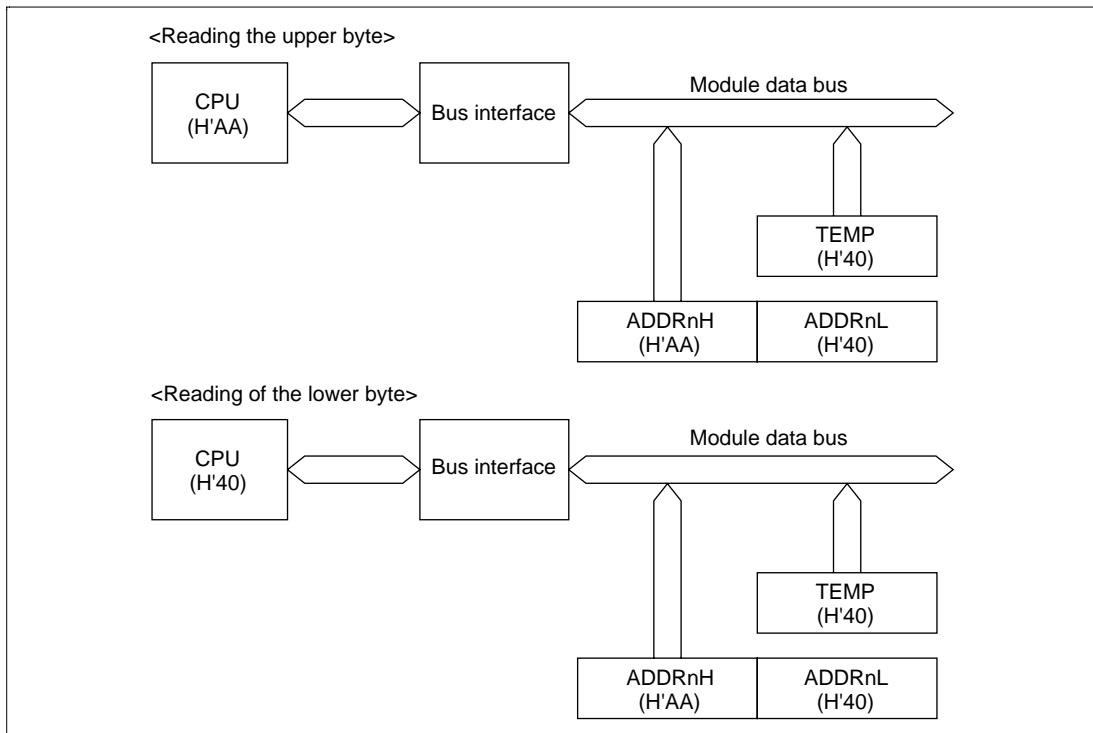 <Reading the upper byte>
CPU
(H'AA)
Bus interface
Module data bus
TEMP
(H'40)
ADDRnH
(H'AA)
ADDRnL
(H'40)
<Reading of the lower byte>
CPU
(H'40)
Bus interface
Module data bus
TEMP
(H'40)
ADDRnH
(H'AA)
ADDRnL
(H'40)